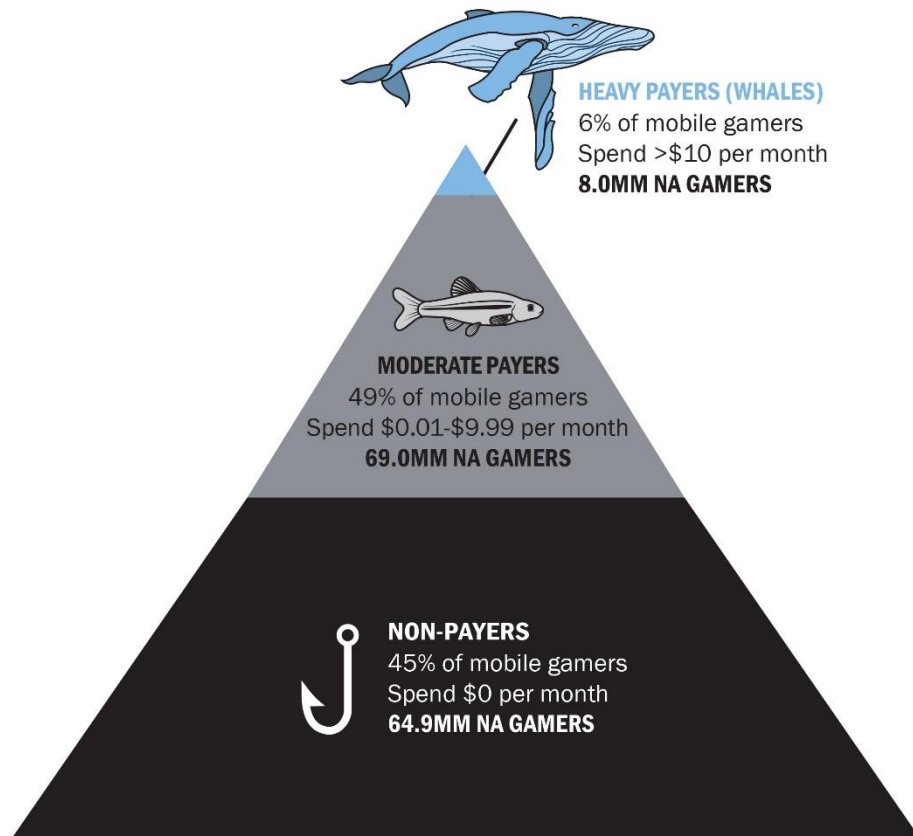 HEAVY PAYERS (WHALES)
6% of mobile gamers
Spend >$10 per month
8.0MM NA GAMERS
MODERATE PAYERS
49% of mobile gamers
Spend $0.01-$9.99 per month
69.0MM NA GAMERS
NON-PAYERS
45% of mobile gamers
Spend $0 per month
64.9MM NA GAMERS